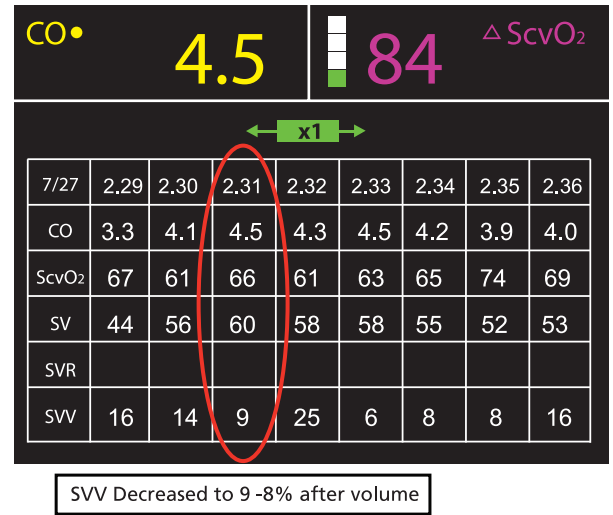 CO• 4.5 84 △ ScvO2
x1
7/27 2.29 2.30 2.31 2.32 2.33 2.34 2.35 2.36
CO 3.3 4.1 4.5 4.3 4.5 4.2 3.9 4.0
ScvO2 67 61 66 61 63 65 74 69
SV 44 56 60 58 58 55 52 53
SVR
SVV 16 14 9 25 6 8 8 16
SVV Decreased to 9 -8% after volume